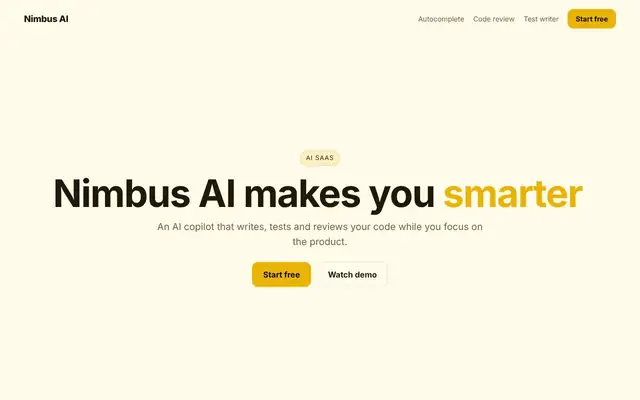 Nimbus AI
Autocomplete Code review Test writer Start free
AI SAAS
Nimbus AI makes you smarter
An AI copilot that writes, tests and reviews your code while you focus on
the product.
Start free Watch demo